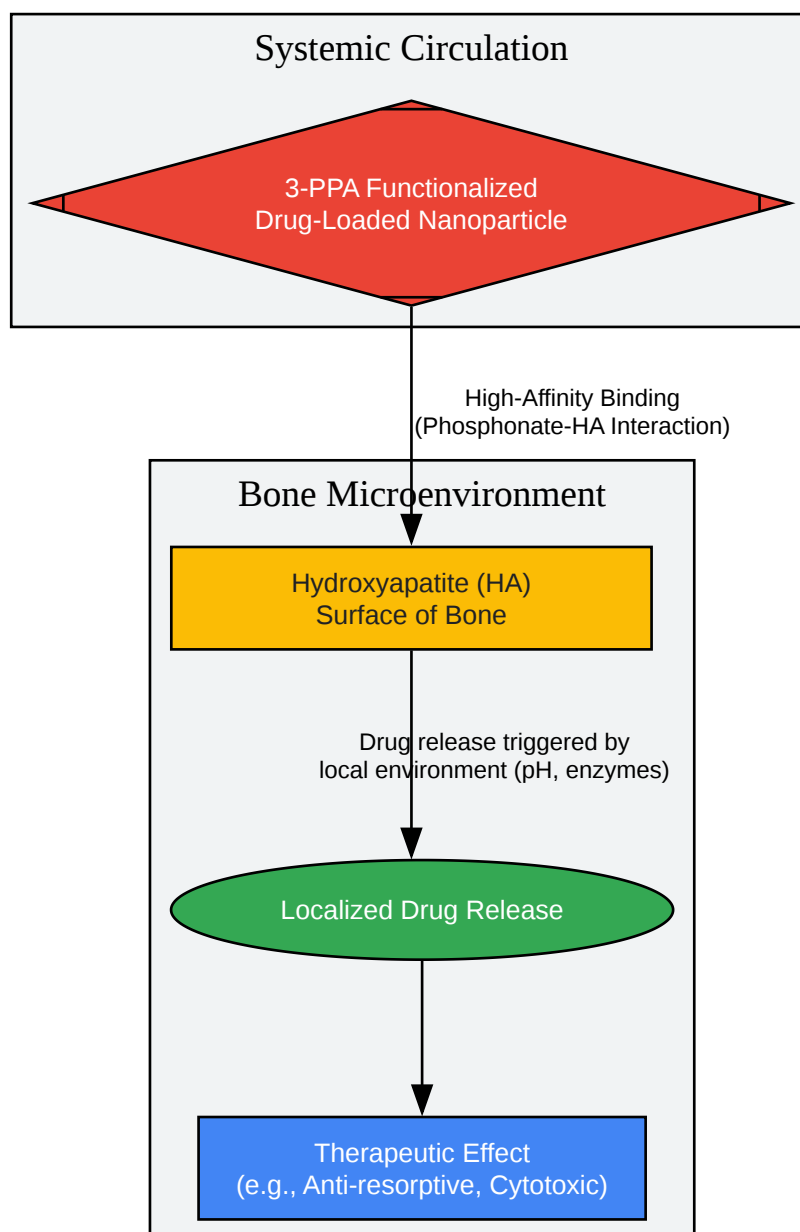 Systemic Circulation
3-PPA Functionalized
Drug-Loaded Nanoparticle
High-Affinity Binding
(Phosphonate-HA Interaction)
Bone Microenvironment
Hydroxyapatite (HA)
Surface of Bone
Drug release triggered by
local environment (pH, enzymes)
Localized Drug Release
Therapeutic Effect
(e.g., Anti-resorptive, Cytotoxic)